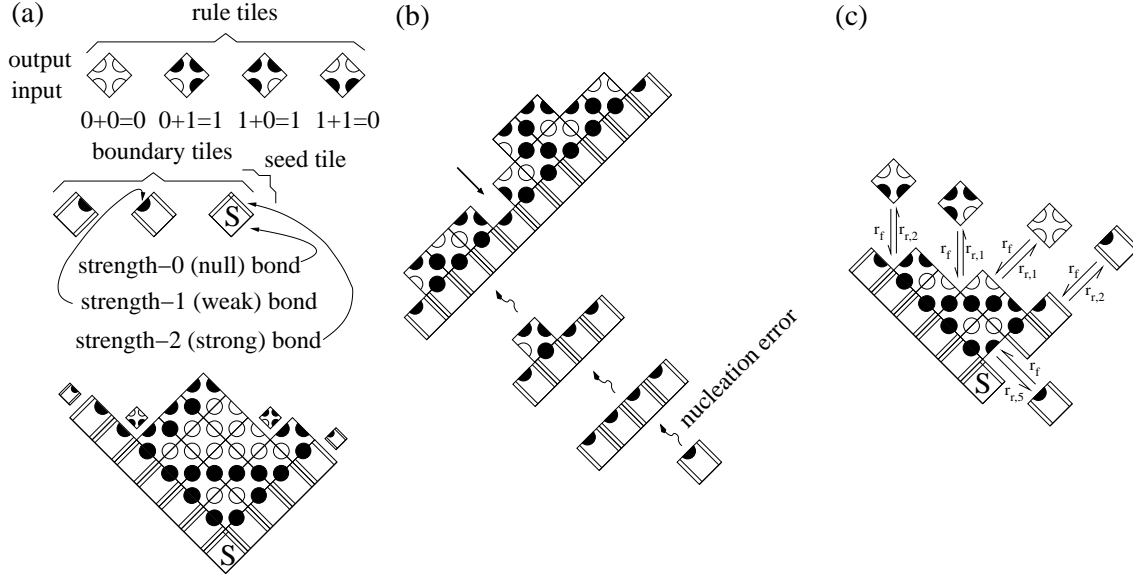 (a)
rule tiles
output
input
0+0=0 0+1=1 1+0=1 1+1=0
boundary tiles
seed tile
S
strength−0 (null) bond
strength−1 (weak) bond
strength−2 (strong) bond
S
(b)
nucleation error
(c)
r_f r_r,2
r_f r_r,1
r_f
r_r,1
r_f
r_r,2
r_f
r_r,5
S